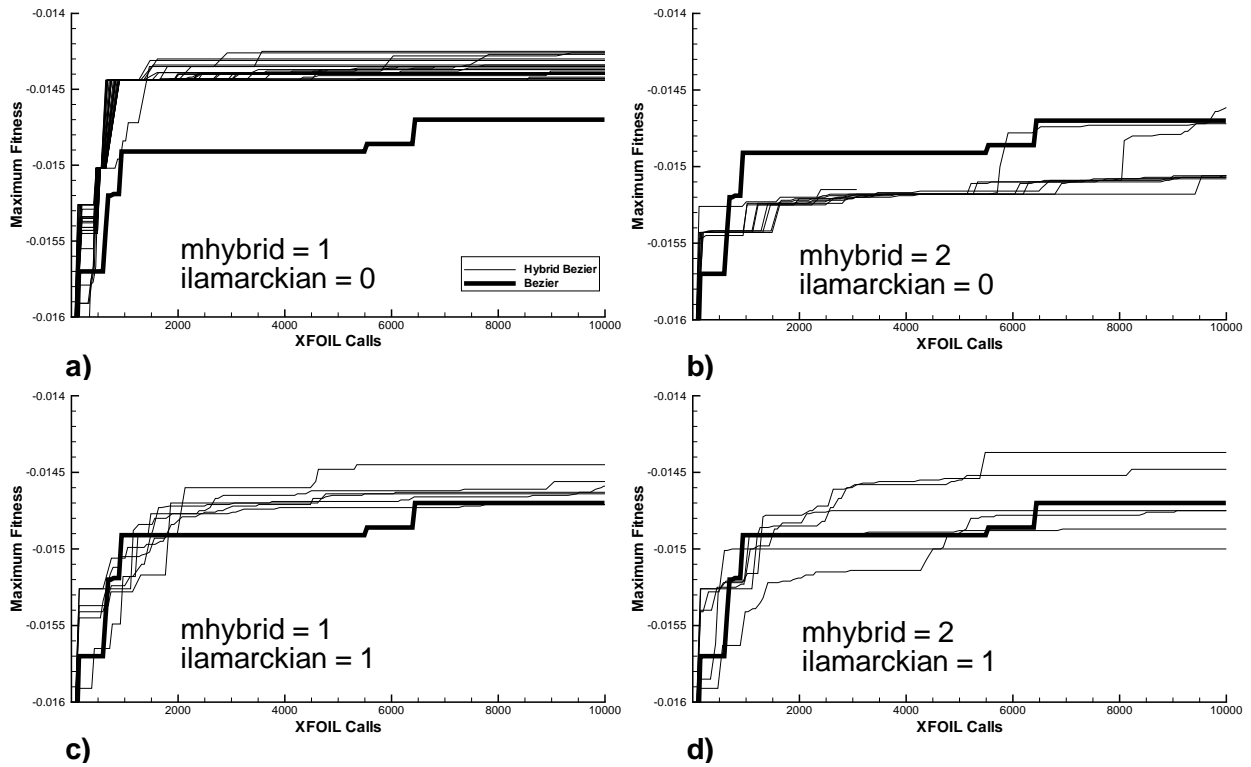 -0.014
-0.0145
-0.015
-0.0155
-0.016
Maximum Fitness
2000 4000 6000 8000 10000
XFOIL Calls
mhybrid = 1
ilamarckian = 0
Hybrid Bezier
Bezier
a)
-0.014
-0.0145
-0.015
-0.0155
-0.016
Maximum Fitness
2000 4000 6000 8000 10000
XFOIL Calls
mhybrid = 2
ilamarckian = 0
b)
-0.014
-0.0145
-0.015
-0.0155
-0.016
Maximum Fitness
2000 4000 6000 8000 10000
XFOIL Calls
mhybrid = 1
ilamarckian = 1
c)
-0.014
-0.0145
-0.015
-0.0155
-0.016
Maximum Fitness
2000 4000 6000 8000 10000
XFOIL Calls
mhybrid = 2
ilamarckian = 1
d)